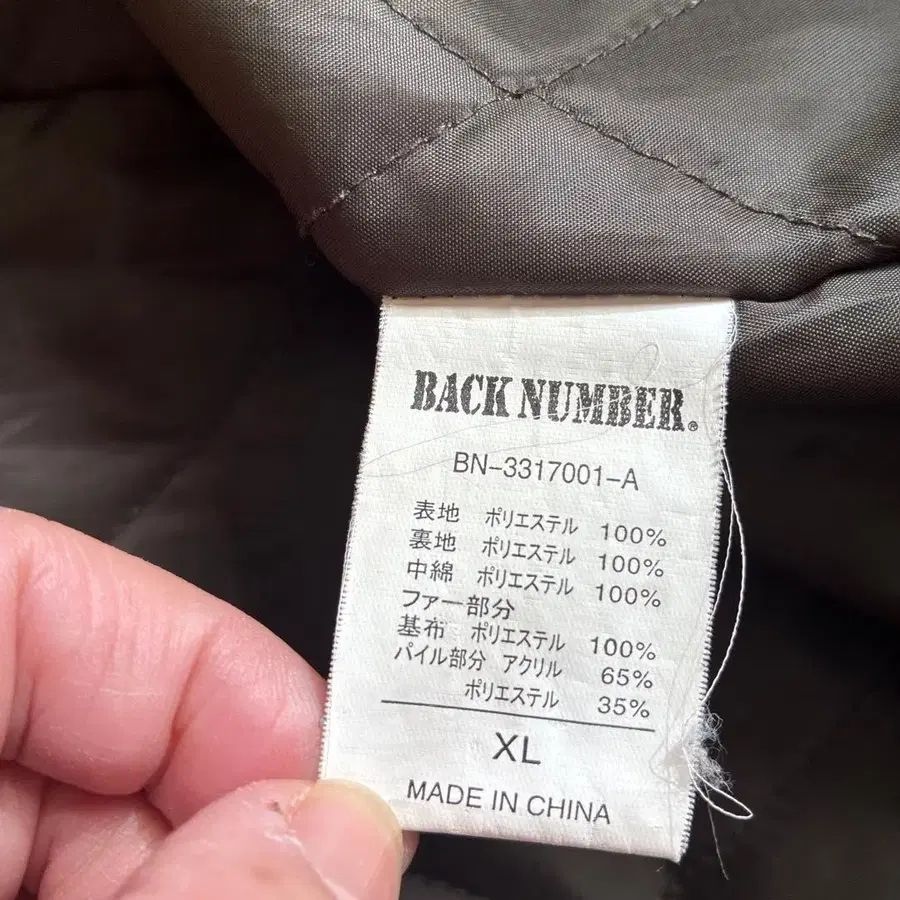 BACK NUMBER®
BN-3317001-A
表地 ポリエステル 100%
裏地 ポリエステル 100%
中綿 ポリエステル 100%
ファー部分
基布 ポリエステル 100%
パイル部分 アクリル 65%
ポリエステル 35%
XL
MADE IN CHINA